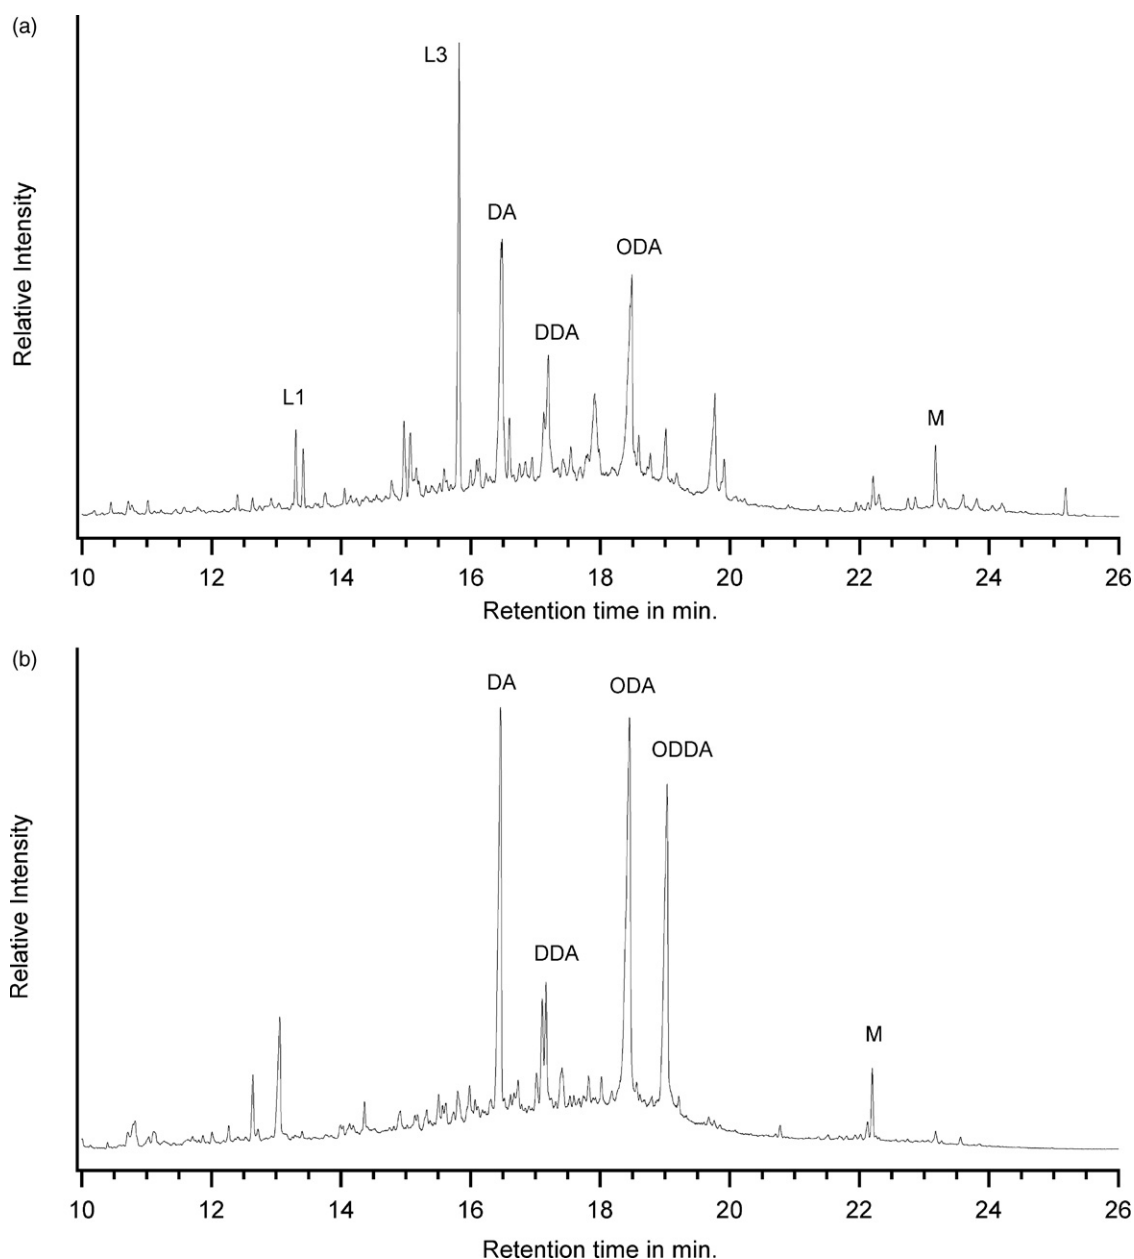 (a)
L3
DA
ODA
DDA
L1
M
Relative Intensity
10 12 14 16 18 20 22 24 26
Retention time in min.
(b)
DA
ODA
ODDA
DDA
M
Relative Intensity
10 12 14 16 18 20 22 24 26
Retention time in min.